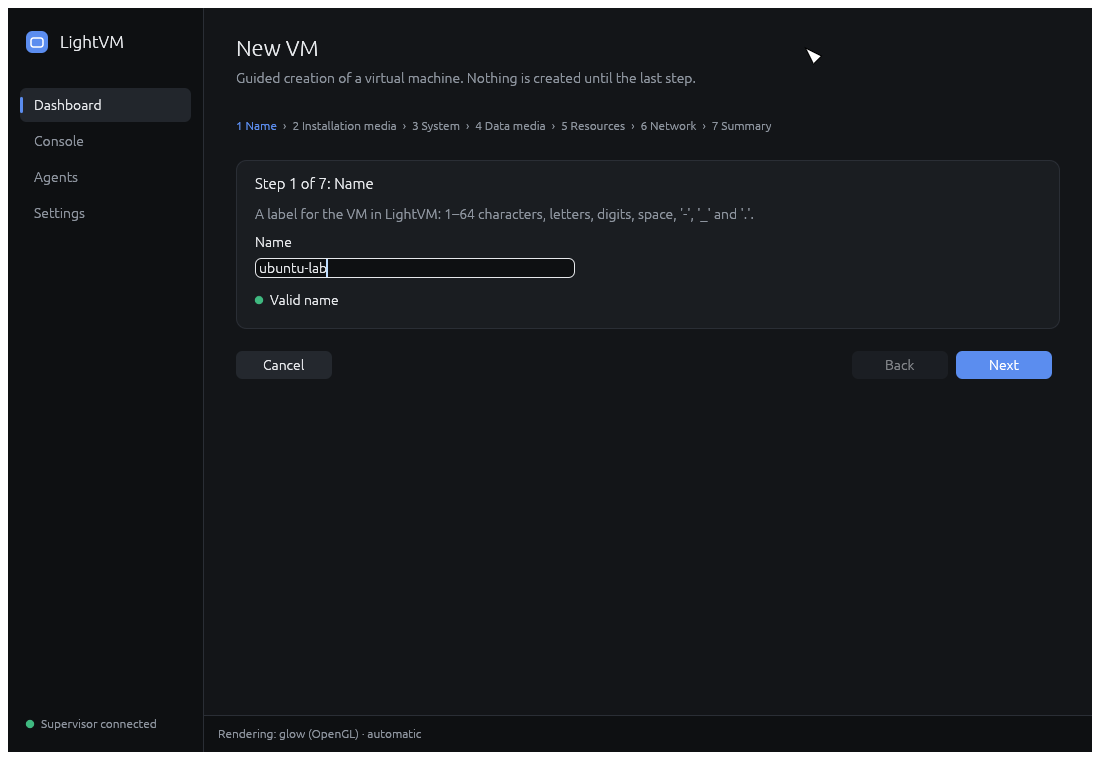 LightVM
Dashboard
Console
Agents
Settings
Supervisor connected
New VM
Guided creation of a virtual machine. Nothing is created until the last step.
1 Name › 2 Installation media › 3 System › 4 Data media › 5 Resources › 6 Network › 7 Summary
Step 1 of 7: Name
A label for the VM in LightVM: 1–64 characters, letters, digits, space, '-', '_' and '.'.
Name
ubuntu-lab
Valid name
Cancel Back Next
Rendering: glow (OpenGL) · automatic